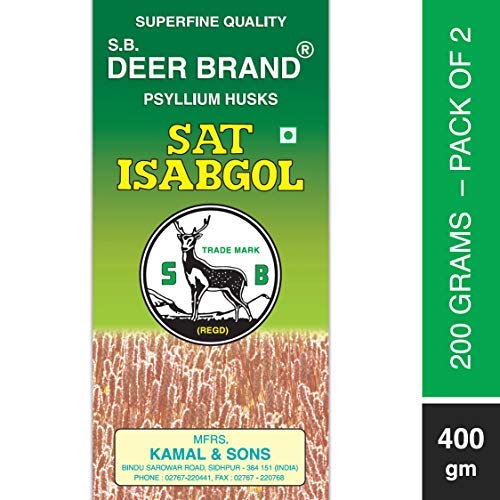 SUPERFINE QUALITY
S.B.
DEER BRAND®
PSYLLIUM HUSKS
SAT
ISABGOL
TRADE MARK
S B
(REGD)
MFRS.
KAMAL & SONS
BINDU SAROWAR ROAD, SIDHPUR - 384 151 (INDIA)
PHONE : 02767-220441, FAX : 02767 - 220768
200 GRAMS – PACK OF 2
400
gm